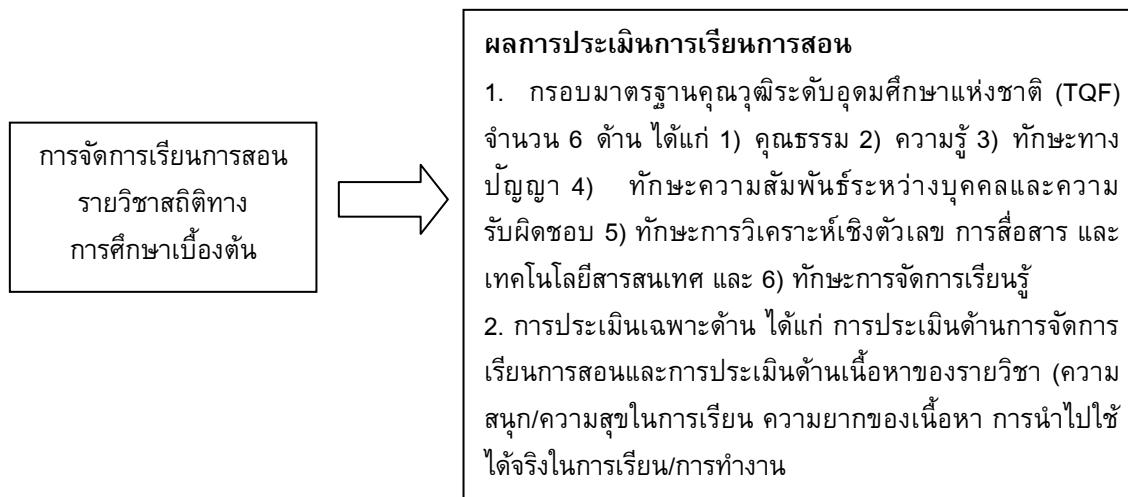 การจัดการเรียนการสอน
รายวิชาสถิติทาง
การศึกษาเบื้องต้น
ผลการประเมินการเรียนการสอน
1. กรอบมาตรฐานคุณวุฒิระดับอุดมศึกษาแห่งชาติ (TQF)
จำนวน 6 ด้าน ได้แก่ 1) คุณธรรม 2) ความรู้ 3) ทักษะทาง
ปัญญา 4) ทักษะความสัมพันธ์ระหว่างบุคคลและความ
รับผิดชอบ 5) ทักษะการวิเคราะห์เชิงตัวเลข การสื่อสาร และ
เทคโนโลยีสารสนเทศ และ 6) ทักษะการจัดการเรียนรู้
2. การประเมินเฉพาะด้าน ได้แก่ การประเมินด้านการจัดการ
เรียนการสอนและการประเมินด้านเนื้อหาของรายวิชา (ความ
สนุก/ความสุขในการเรียน ความยากของเนื้อหา การนำไปใช้
ได้จริงในการเรียน/การทำงาน